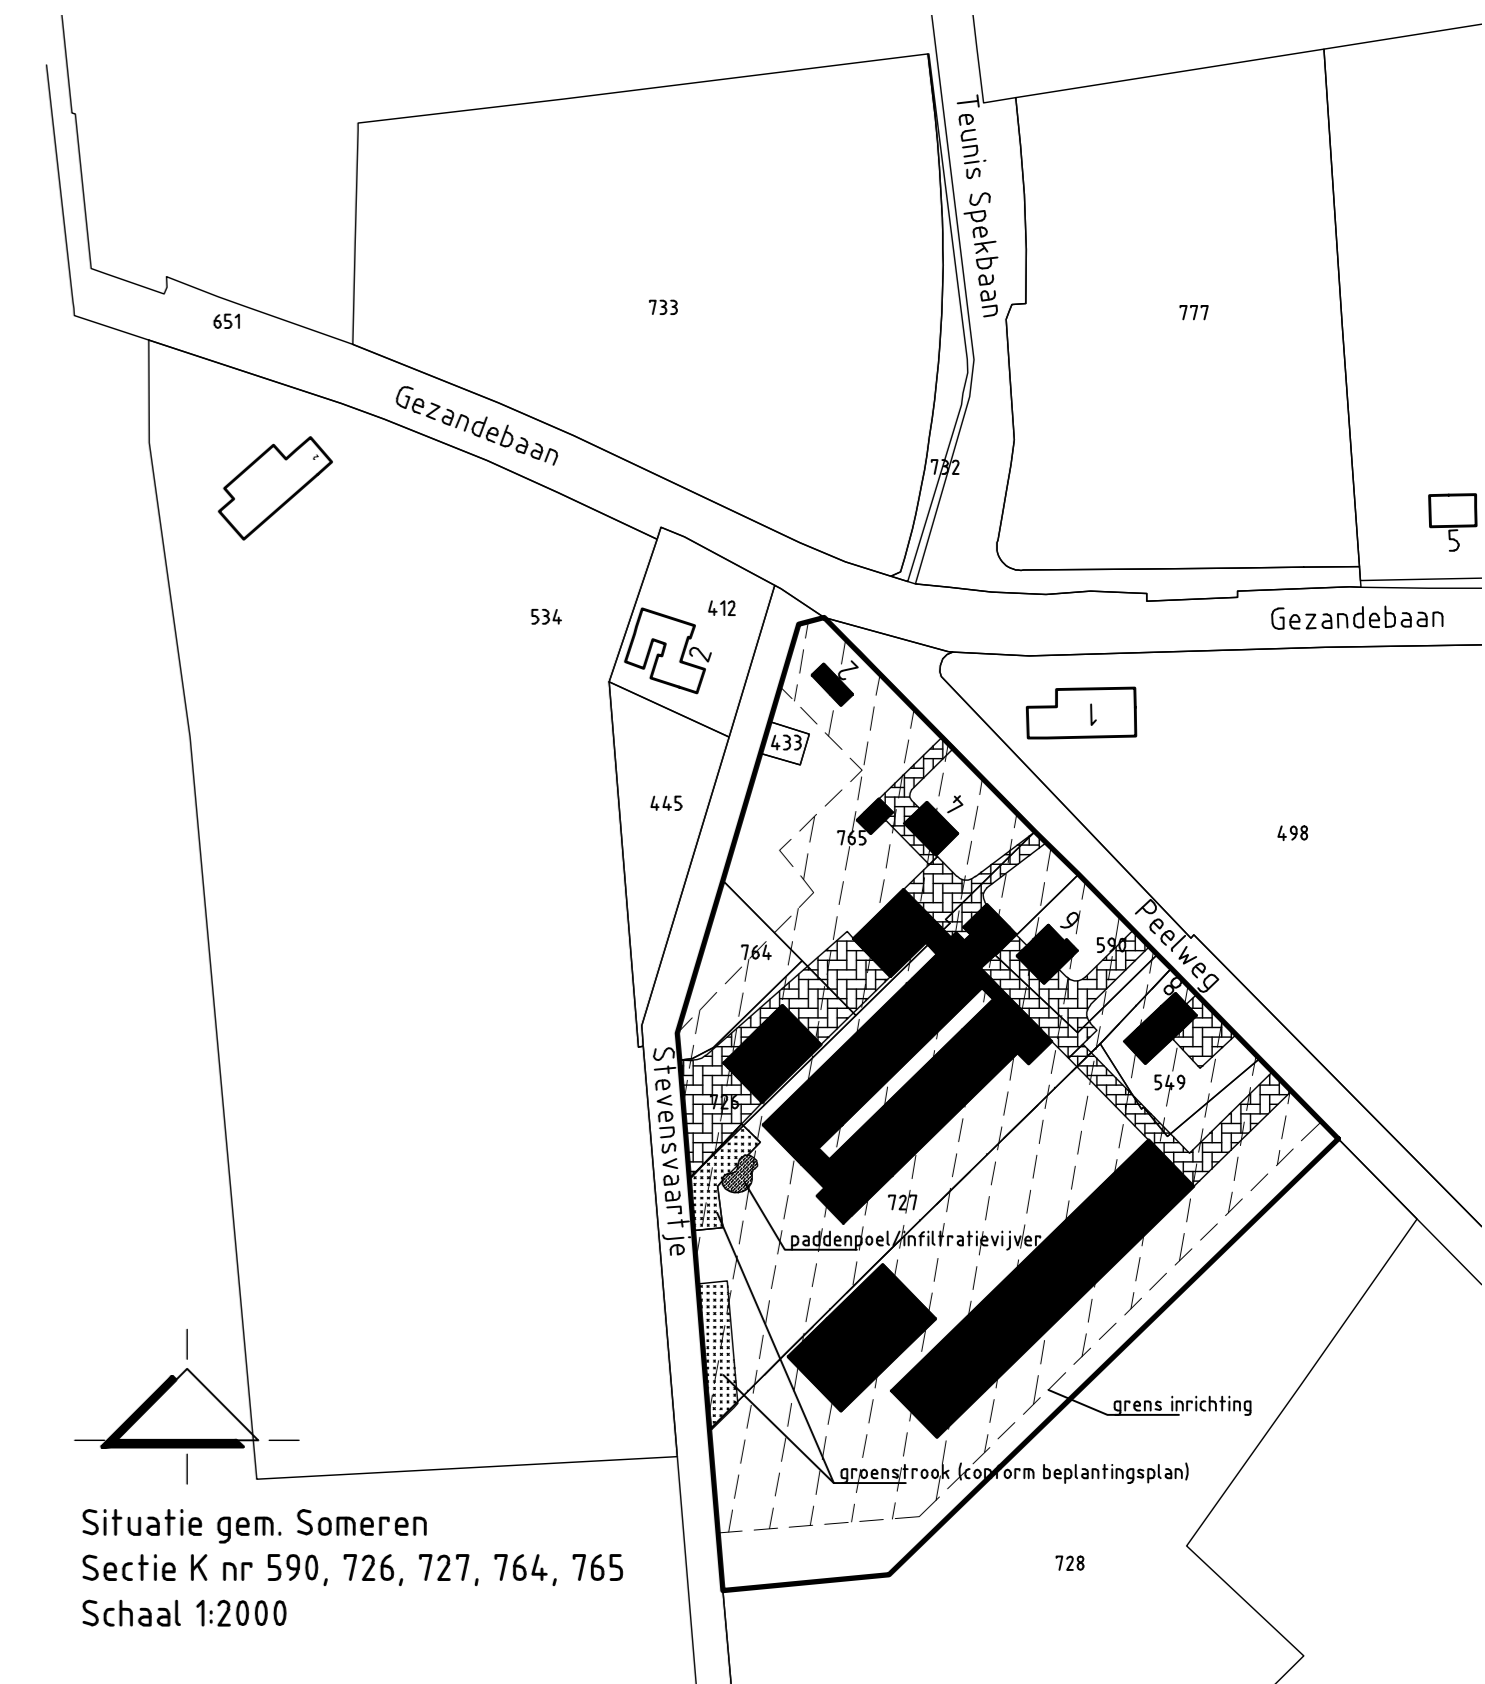 Teunis Spekbaan
733
777
651
Gezandebaan
732
5
2
534
412
2
Gezandebaan
2
1
433
445
4
765
498
6
590
Peelweg
764
8
Stevensvaartje
549
726
727
paddenpoel/infiltratievijver
grens inrichting
groenstrook (conform beplantingsplan)
728
Situatie gem. Someren
Sectie K nr 590, 726, 727, 764, 765
Schaal 1:2000